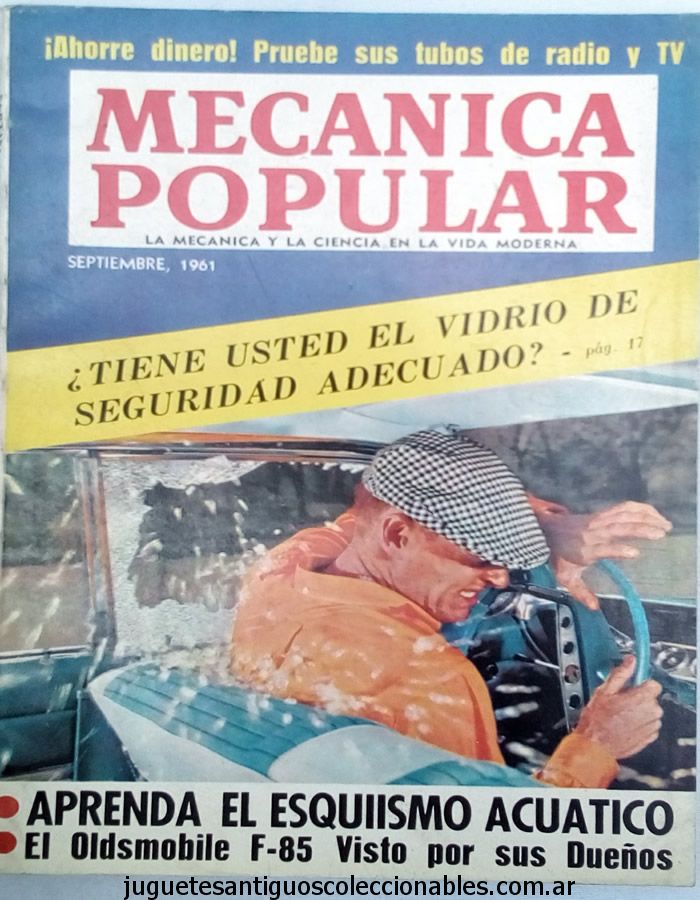 ¡Ahorre dinero! Pruebe sus tubos de radio y TV
MECANICA
POPULAR
LA MECANICA Y LA CIENCIA EN LA VIDA MODERNA
SEPTIEMBRE, 1961
¿TIENE USTED EL VIDRIO DE
SEGURIDAD ADECUADO? - pág. 17
APRENDA EL ESQUIISMO ACUATICO
El Oldsmobile F-85 Visto por sus Dueños
juguetesantiguoscoleccionables.com.ar